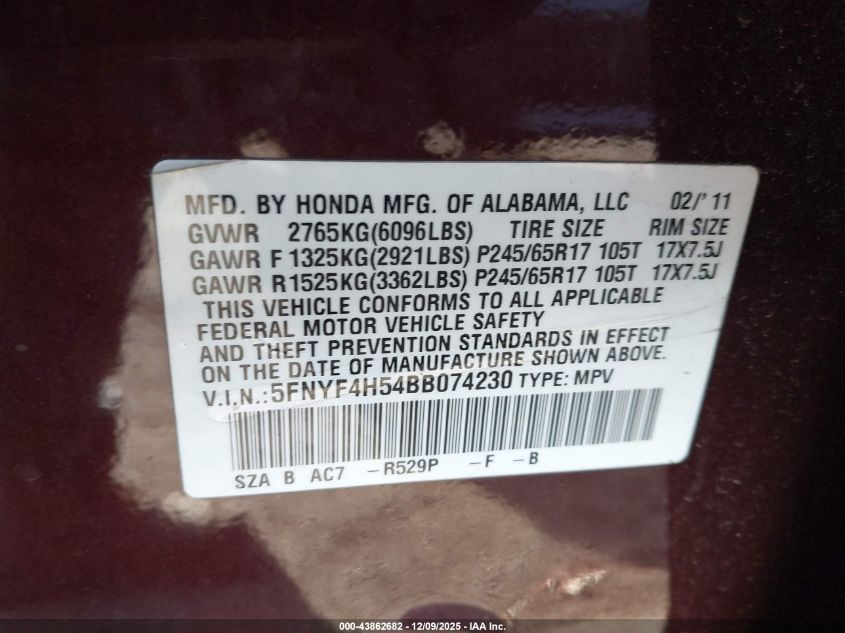 MFD. BY HONDA MFG. OF ALABAMA, LLC 02/' 11
GVWR 2765KG(6096LBS) TIRE SIZE RIM SIZE
GAWR F 1325KG(2921LBS) P245/65R17 105T 17X7.5J
GAWR R1525KG(3362LBS) P245/65R17 105T 17X7.5J
THIS VEHICLE CONFORMS TO ALL APPLICABLE
FEDERAL MOTOR VEHICLE SAFETY
AND THEFT PREVENTION STANDARDS IN EFFECT
ON THE DATE OF MANUFACTURE SHOWN ABOVE.
V.I.N.: 5FNYF4H54BB074230 TYPE: MPV
SZA B AC7 -R529P -F -B
000-43862682 - 12/09/2025 - IAA Inc.